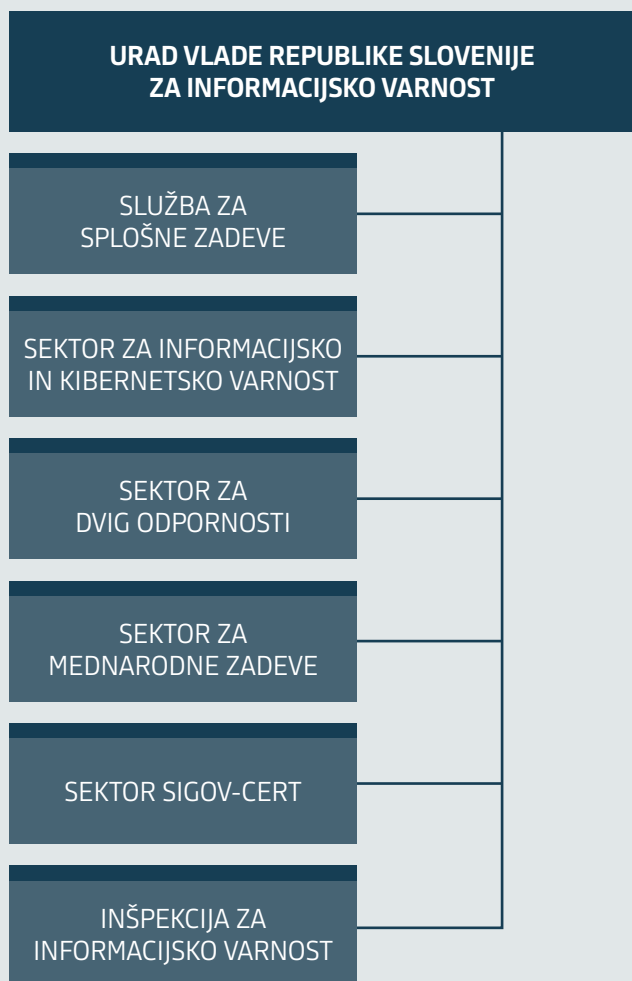 URAD VLADE REPUBLIKE SLOVENIJE
ZA INFORMACIJSKO VARNOST
SLUŽBA ZA
SPLOŠNE ZADEVE
SEKTOR ZA INFORMACIJSKO
IN KIBERNETSKO VARNOST
SEKTOR ZA
DVIG ODPORNOSTI
SEKTOR ZA
MEDNARODNE ZADEVE
SEKTOR SIGOV-CERT
INŠPEKCIJA ZA
INFORMACIJSKO VARNOST